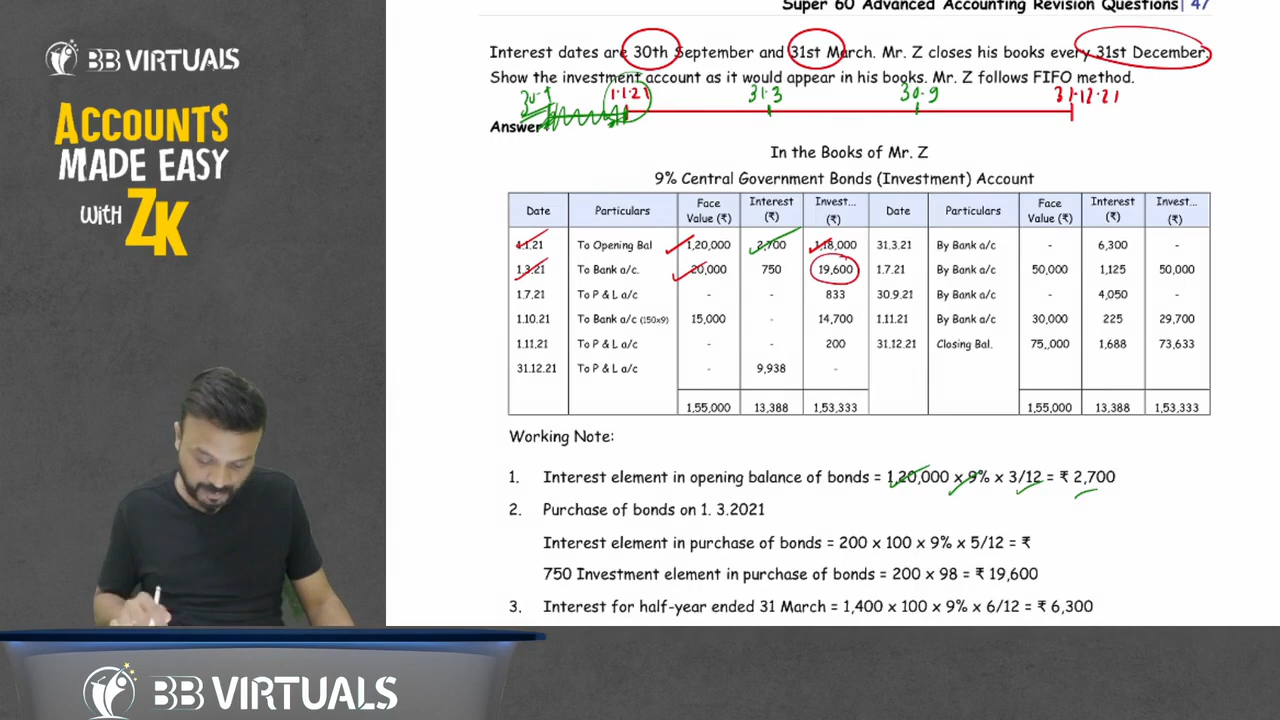 Super 60 Advanced Accounting Revision Questions| 47
BB VIRTUALS
ACCOUNTS
MADE EASY
with ZK
Interest dates are 30th September and 31st March. Mr. Z closes his books every 31st December.
Show the investment account as it would appear in his books. Mr. Z follows FIFO method.
1.1.21 31.3 30.9 31.12.21
Answer
In the Books of Mr. Z
9% Central Government Bonds (Investment) Account
Date Particulars Face Value (₹) Interest (₹) Invest... (₹) Date Particulars Face Value (₹) Interest (₹) Invest... (₹)
1.1.21 To Opening Bal 1,20,000 2,700 1,18,000 31.3.21 By Bank a/c - 6,300 -
1.3.21 To Bank a/c. 20,000 750 19,600 1.7.21 By Bank a/c 50,000 1,125 50,000
1.7.21 To P & L a/c - - 833 30.9.21 By Bank a/c - 4,050 -
1.10.21 To Bank a/c (150x9) 15,000 - 14,700 1.11.21 By Bank a/c 30,000 225 29,700
1.11.21 To P & L a/c - - 200 31.12.21 Closing Bal. 75,,000 1,688 73,633
31.12.21 To P & L a/c - 9,938 -
1,55,000 13,388 1,53,333 1,55,000 13,388 1,53,333
Working Note:
1. Interest element in opening balance of bonds = 1,20,000 x 9% x 3/12 = ₹ 2,700
2. Purchase of bonds on 1. 3.2021
Interest element in purchase of bonds = 200 x 100 x 9% x 5/12 = ₹
750 Investment element in purchase of bonds = 200 x 98 = ₹ 19,600
3. Interest for half-year ended 31 March = 1,400 x 100 x 9% x 6/12 = ₹ 6,300
BB VIRTUALS